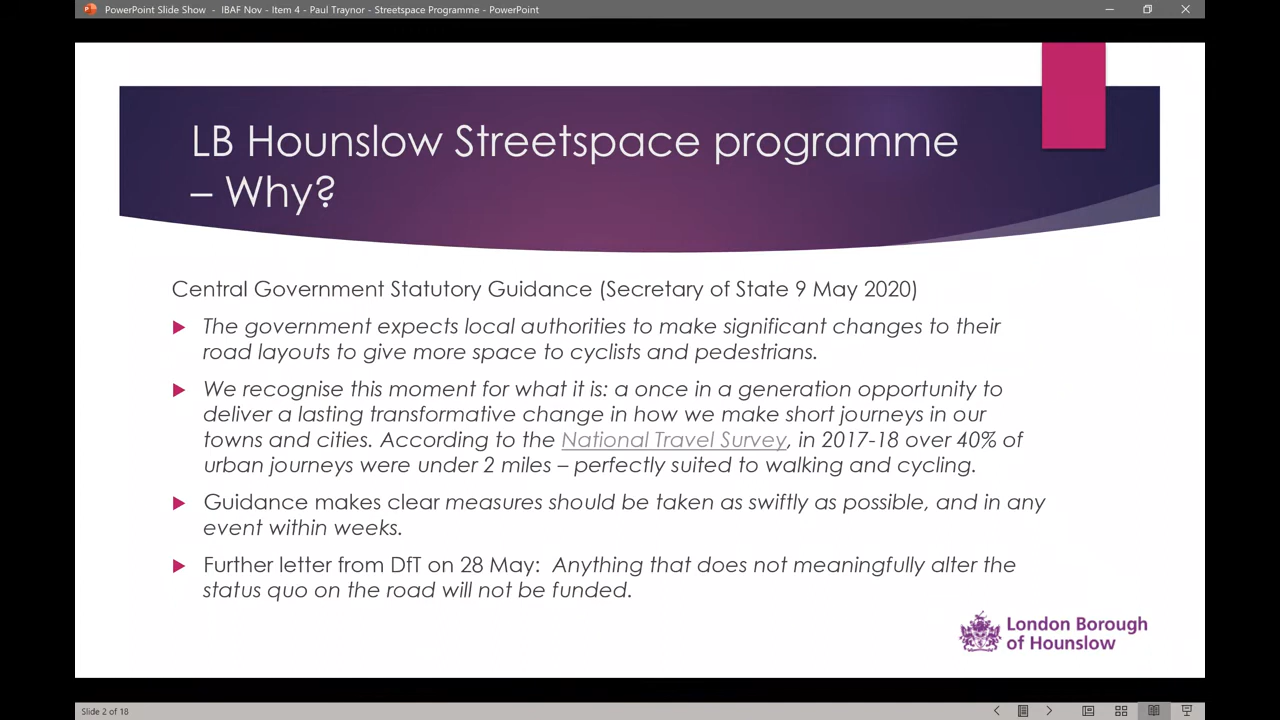 PowerPoint Slide Show - IBAF Nov - Item 4 - Paul Traynor - Streetspace Programme - PowerPoint
LB Hounslow Streetspace programme
– Why?
Central Government Statutory Guidance (Secretary of State 9 May 2020)
The government expects local authorities to make significant changes to their
road layouts to give more space to cyclists and pedestrians.
We recognise this moment for what it is: a once in a generation opportunity to
deliver a lasting transformative change in how we make short journeys in our
towns and cities. According to the National Travel Survey, in 2017-18 over 40% of
urban journeys were under 2 miles – perfectly suited to walking and cycling.
Guidance makes clear measures should be taken as swiftly as possible, and in any
event within weeks.
Further letter from DfT on 28 May: Anything that does not meaningfully alter the
status quo on the road will not be funded.
London Borough
of Hounslow
Slide 2 of 18